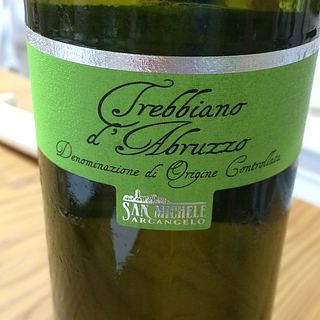 Trebbiano
d'Abruzzo
Denominazione di Origine Controllata
SAN MICHELE
ARCANGELO